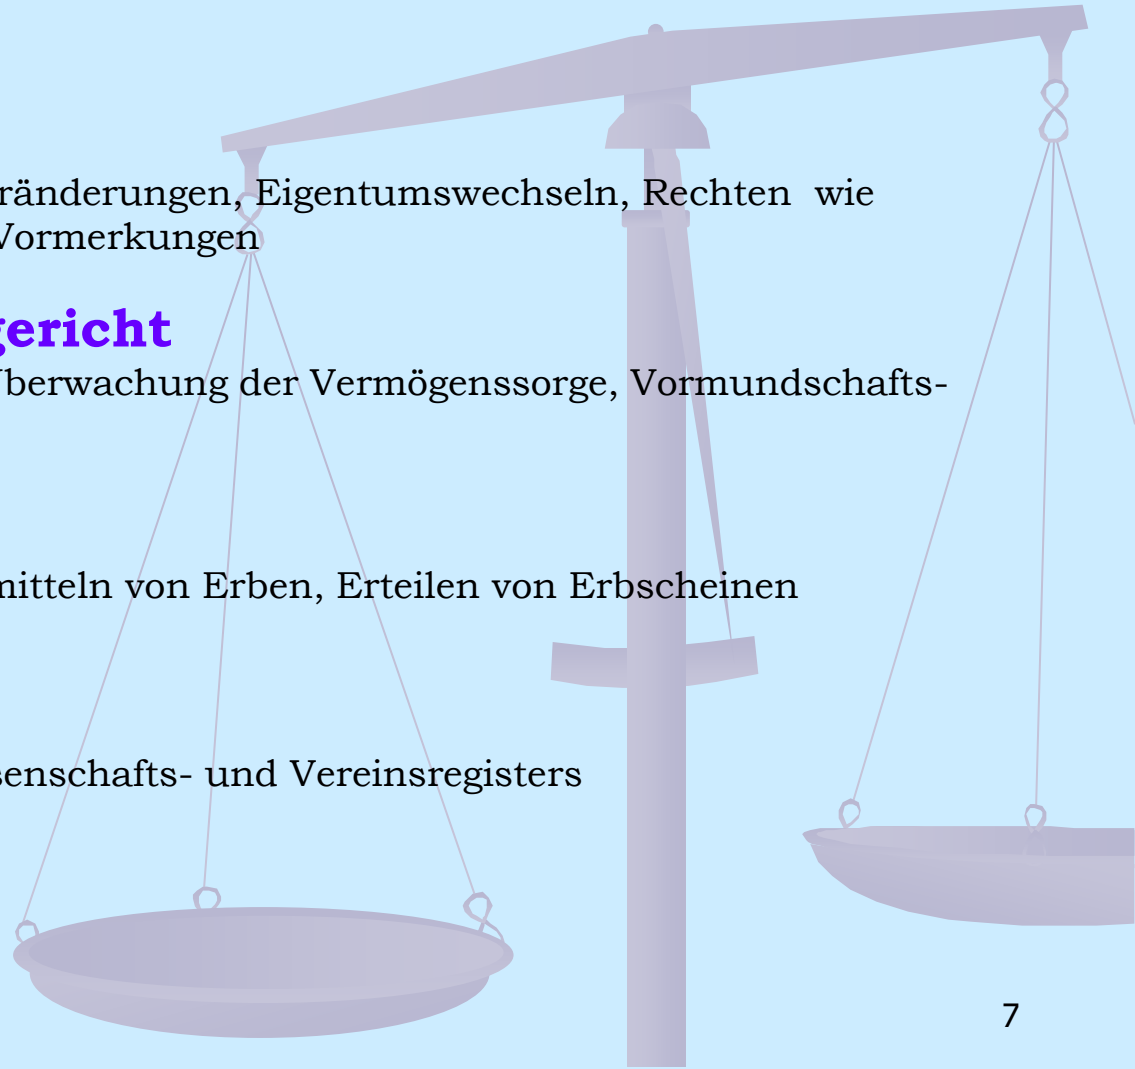 ränderungen, Eigentumswechseln, Rechten wie
Vormerkungen
gericht
Überwachung der Vermögenssorge, Vormundschafts-
mitteln von Erben, Erteilen von Erbscheinen
senschafts- und Vereinsregisters
7